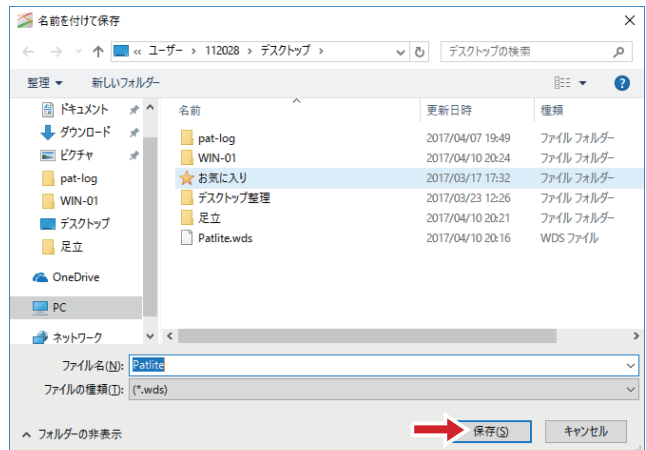 名前を付けて保存
« ユーザー › 112028 › デスクトップ ›
デスクトップの検索
整理 新しいフォルダー
名前 更新日時 種類
ドキュメント
ダウンロード
ピクチャ
pat-log
WIN-01
デスクトップ
足立
OneDrive
PC
ネットワーク
pat-log 2017/04/07 19:49 ファイル フォルダー
WIN-01 2017/04/10 20:24 ファイル フォルダー
お気に入り 2017/03/17 17:32 ファイル フォルダー
デスクトップ整理 2017/03/23 12:26 ファイル フォルダー
足立 2017/04/10 20:21 ファイル フォルダー
Patlite.wds 2017/04/10 20:16 WDS ファイル
ファイル名(N): Patlite
ファイルの種類(T): (*.wds)
フォルダーの非表示
保存(S) キャンセル